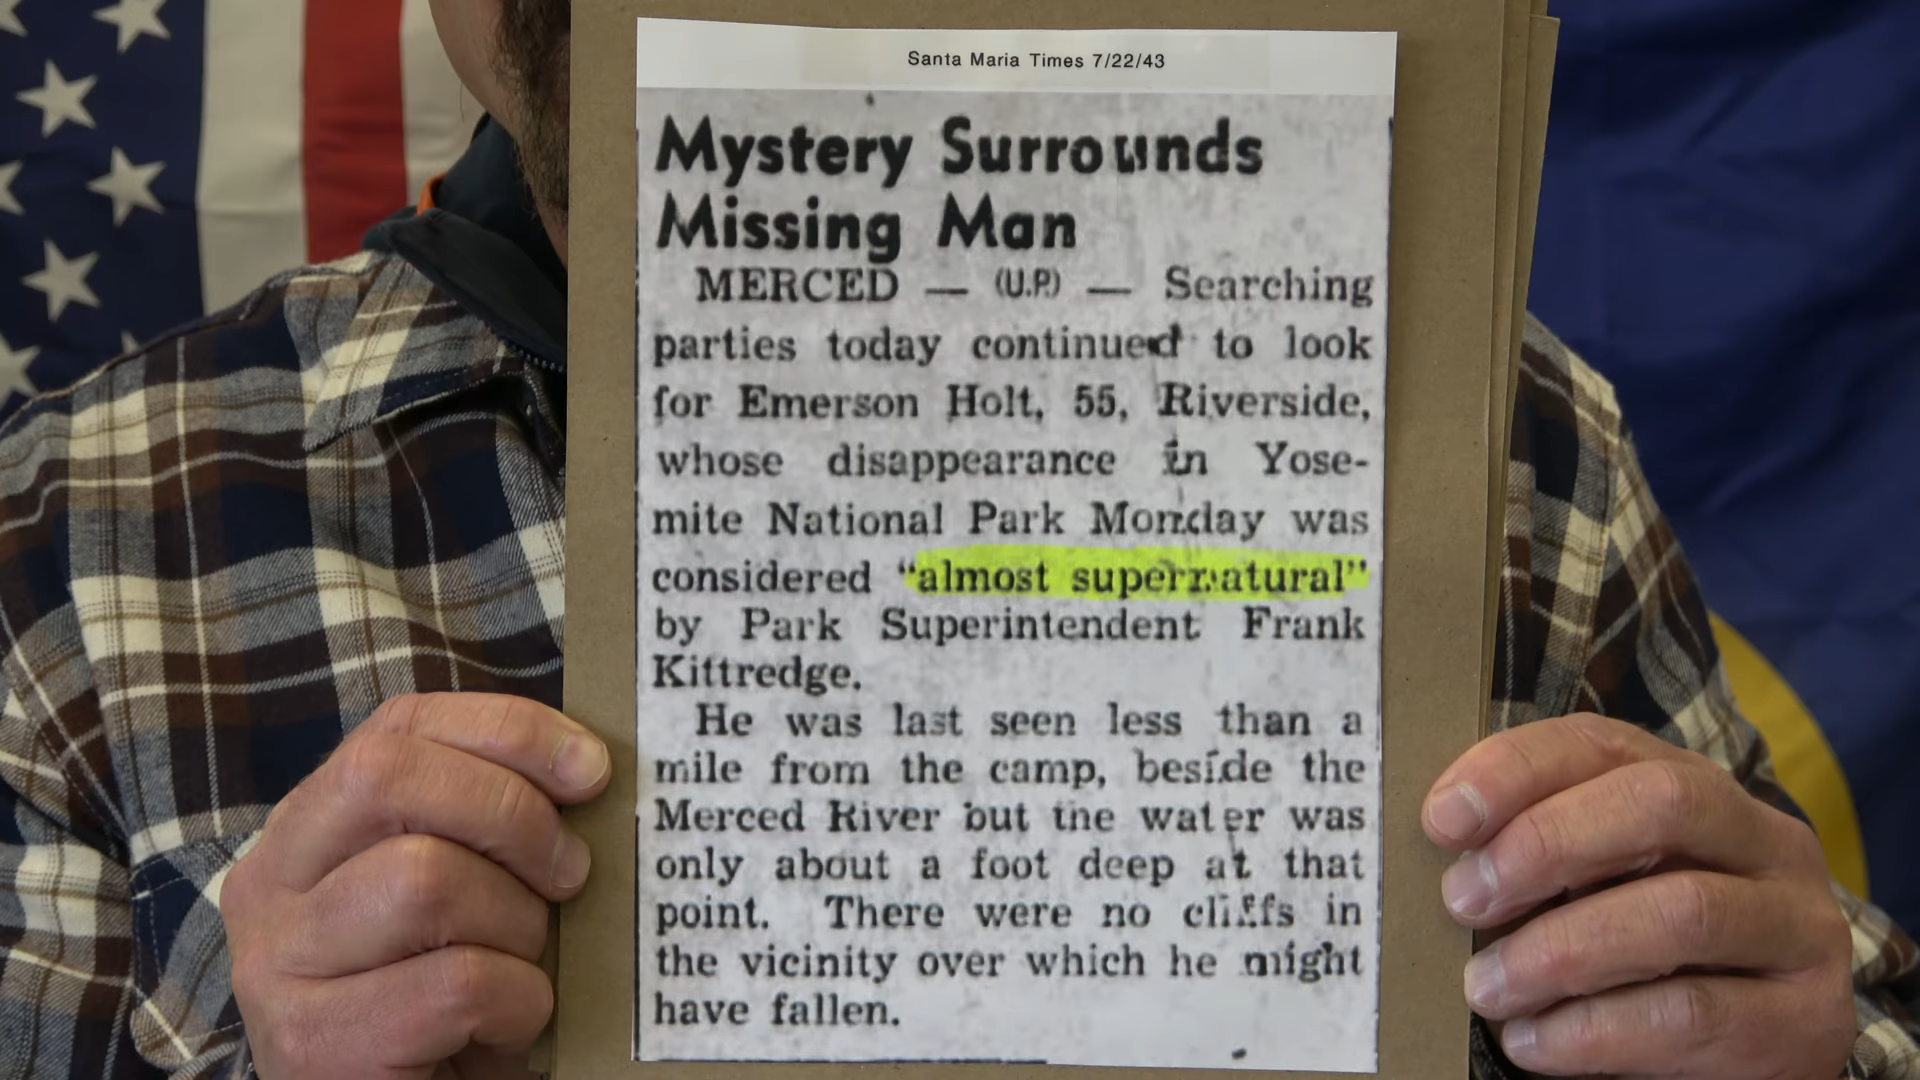 Santa Maria Times 7/22/43
Mystery Surrounds
Missing Man
MERCED — (U.P.) — Searching
parties today continued to look
for Emerson Holt, 55, Riverside,
whose disappearance in Yose-
mite National Park Monday was
considered "almost supernatural"
by Park Superintendent Frank
Kittredge.
He was last seen less than a
mile from the camp, beside the
Merced River but the water was
only about a foot deep at that
point. There were no cliffs in
the vicinity over which he might
have fallen.